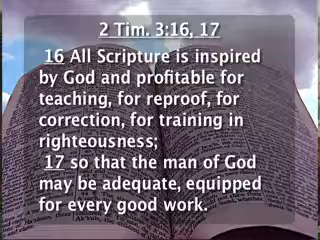 2 Tim. 3:16, 17
16 All Scripture is inspired
by God and profitable for
teaching, for reproof, for
correction, for training in
righteousness;
17 so that the man of God
may be adequate, equipped
for every good work.